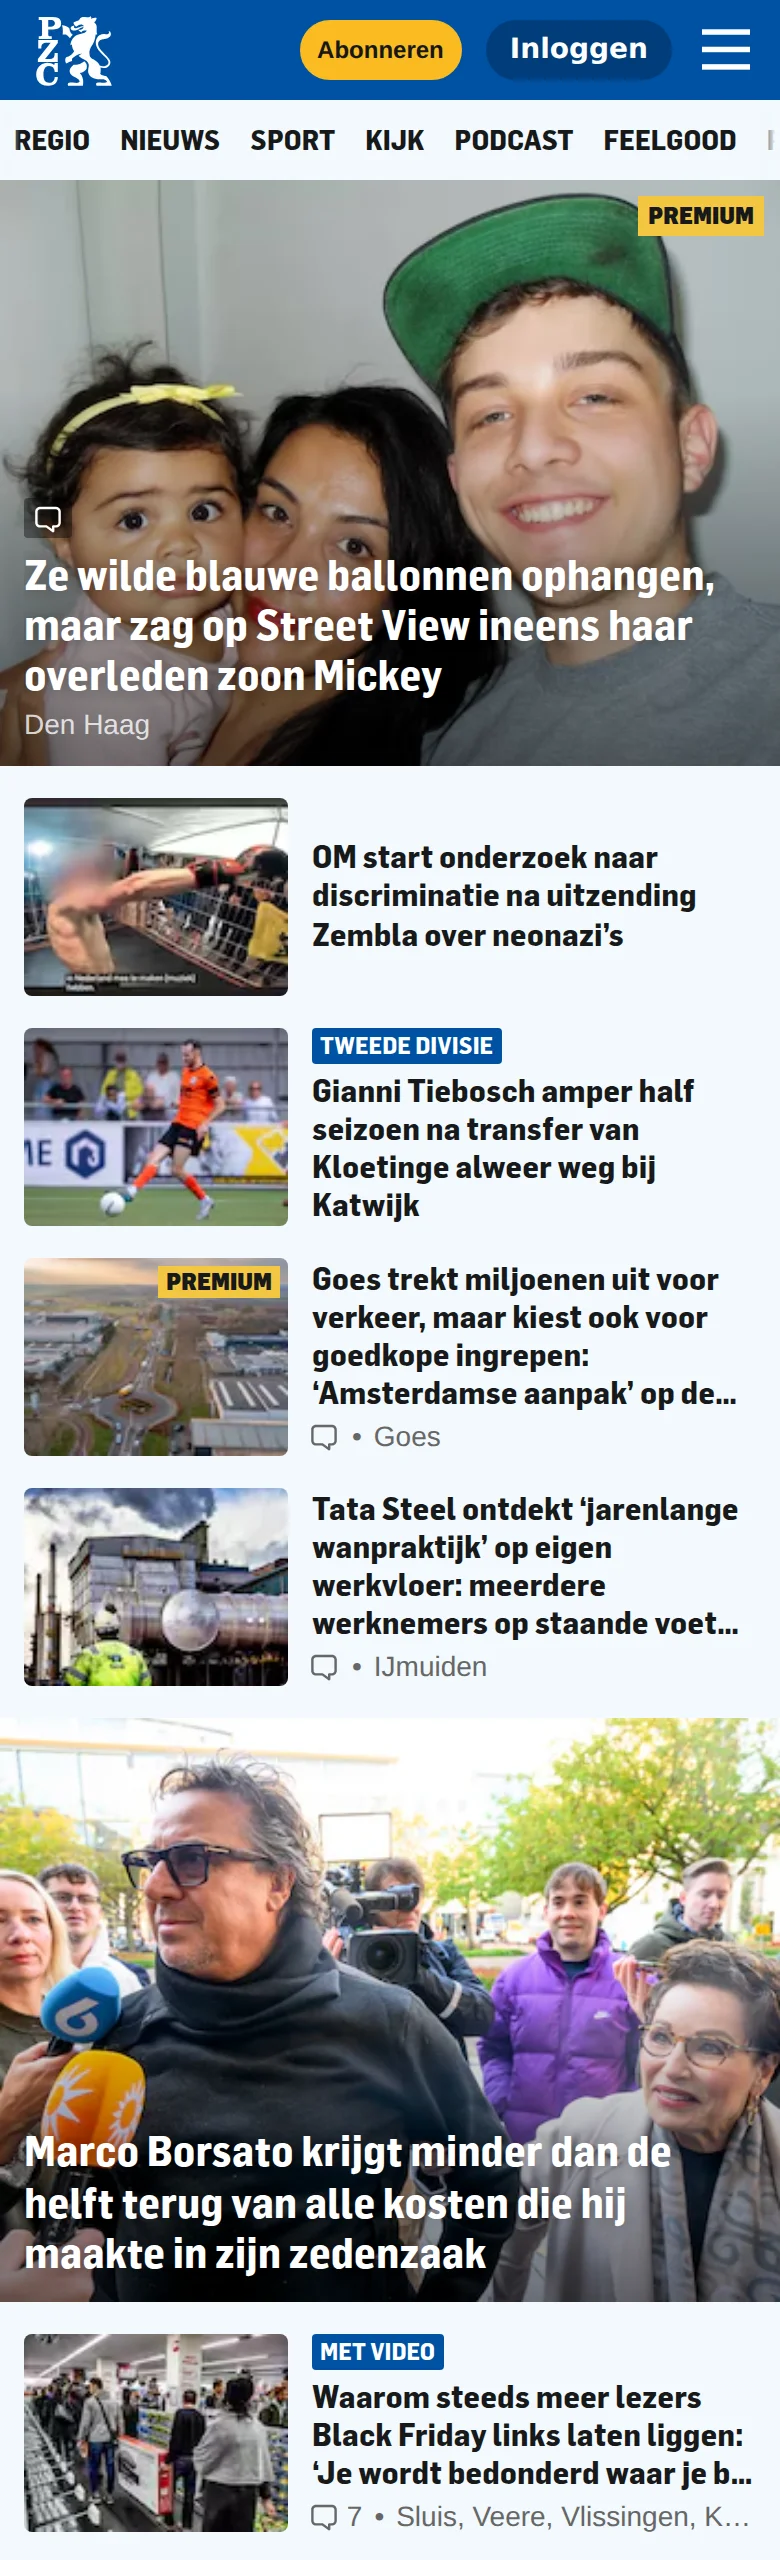 PZC
Abonneren
Inloggen
REGIO NIEUWS SPORT KIJK PODCAST FEELGOOD
PREMIUM
Ze wilde blauwe ballonnen ophangen,
maar zag op Street View ineens haar
overleden zoon Mickey
Den Haag
OM start onderzoek naar
discriminatie na uitzending
Zembla over neonazi’s
TWEEDE DIVISIE
Gianni Tiebosch amper half
seizoen na transfer van
Kloetinge alweer weg bij
Katwijk
PREMIUM
Goes trekt miljoenen uit voor
verkeer, maar kiest ook voor
goedkope ingrepen:
‘Amsterdamse aanpak’ op de...
• Goes
Tata Steel ontdekt ‘jarenlange
wanpraktijk’ op eigen
werkvloer: meerdere
werknemers op staande voet...
• IJmuiden
Marco Borsato krijgt minder dan de
helft terug van alle kosten die hij
maakte in zijn zedenzaak
MET VIDEO
Waarom steeds meer lezers
Black Friday links laten liggen:
‘Je wordt bedonderd waar je b...
7 • Sluis, Veere, Vlissingen, K...